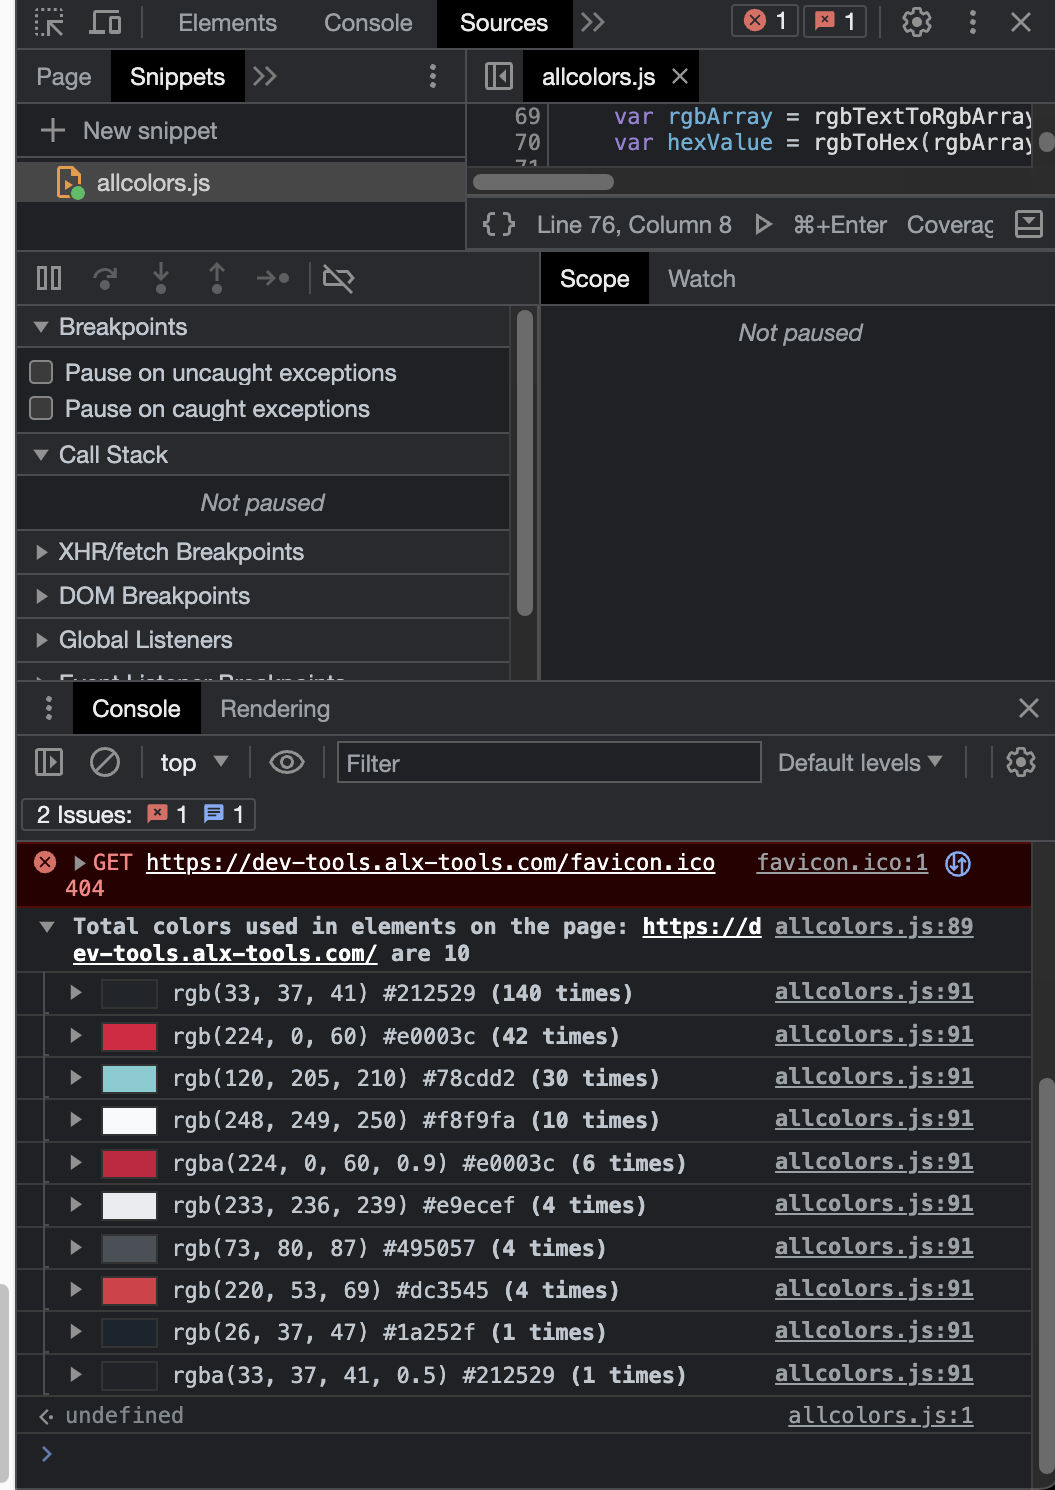 Elements Console Sources 1 1
Page Snippets allcolors.js
New snippet
allcolors.js
69 var rgbArray = rgbTextToRgbArray
70 var hexValue = rgbToHex(rgbArray
71
{} Line 76, Column 8 ⌘+Enter Coverag
Scope Watch
Breakpoints
Not paused
Pause on uncaught exceptions
Pause on caught exceptions
Call Stack
Not paused
XHR/fetch Breakpoints
DOM Breakpoints
Global Listeners
Event Listener Breakpoints
Console Rendering
top Filter Default levels
2 Issues: 1 1
GET https://dev-tools.alx-tools.com/favicon.ico favicon.ico:1
404
Total colors used in elements on the page: https://d allcolors.js:89
ev-tools.alx-tools.com/ are 10
rgb(33, 37, 41) #212529 (140 times) allcolors.js:91
rgb(224, 0, 60) #e0003c (42 times) allcolors.js:91
rgb(120, 205, 210) #78cdd2 (30 times) allcolors.js:91
rgb(248, 249, 250) #f8f9fa (10 times) allcolors.js:91
rgba(224, 0, 60, 0.9) #e0003c (6 times) allcolors.js:91
rgb(233, 236, 239) #e9ecef (4 times) allcolors.js:91
rgb(73, 80, 87) #495057 (4 times) allcolors.js:91
rgb(220, 53, 69) #dc3545 (4 times) allcolors.js:91
rgb(26, 37, 47) #1a252f (1 times) allcolors.js:91
rgba(33, 37, 41, 0.5) #212529 (1 times) allcolors.js:91
undefined allcolors.js:1